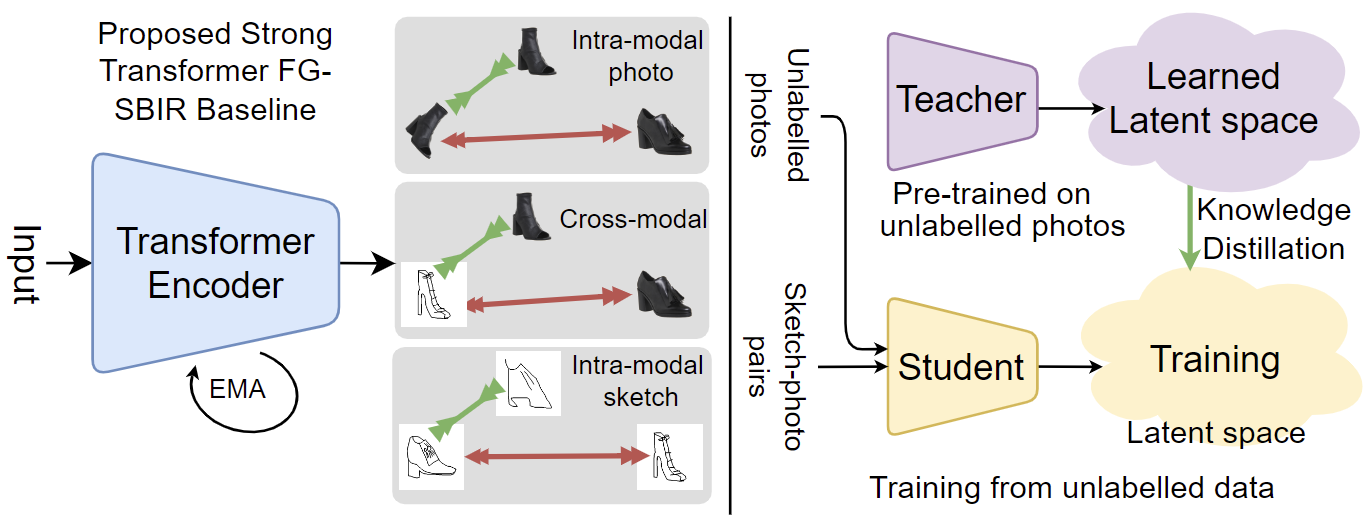 Proposed Strong
Transformer FG-
SBIR Baseline
Input
Transformer
Encoder
EMA
Intra-modal
photo
Cross-modal
Intra-modal
sketch
Unlabelled
photos
Sketch-photo
pairs
Teacher
Learned
Latent space
Pre-trained on
unlabelled photos
Knowledge
Distillation
Student
Training
Latent space
Training from unlabelled data